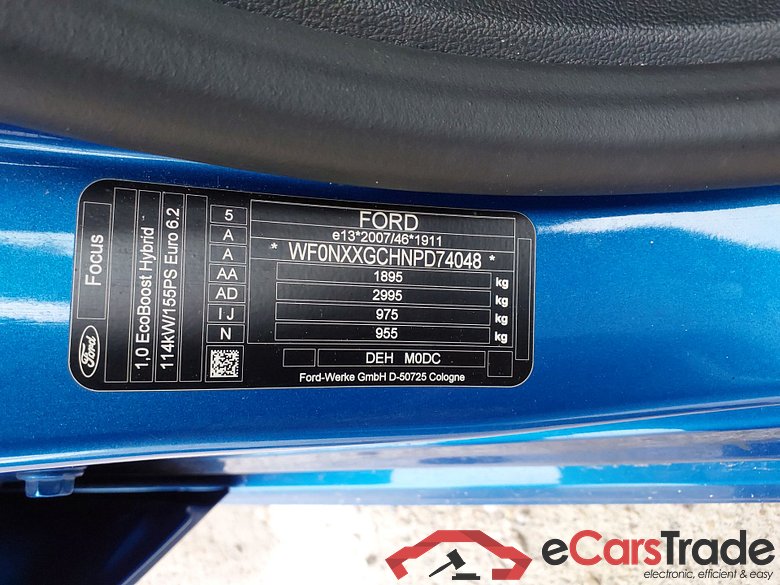 Focus
Ford
1,0 EcoBoost Hybrid
114kW/155PS Euro 6.2
5
A
A
AA
AD
I J
N
FORD
e13*2007/46*1911
* WF0NXXGCHNPD74048 *
1895 kg
2995 kg
975 kg
955 kg
DEH M0DC
Ford-Werke GmbH D-50725 Cologne
eCarsTrade
electronic, efficient & easy